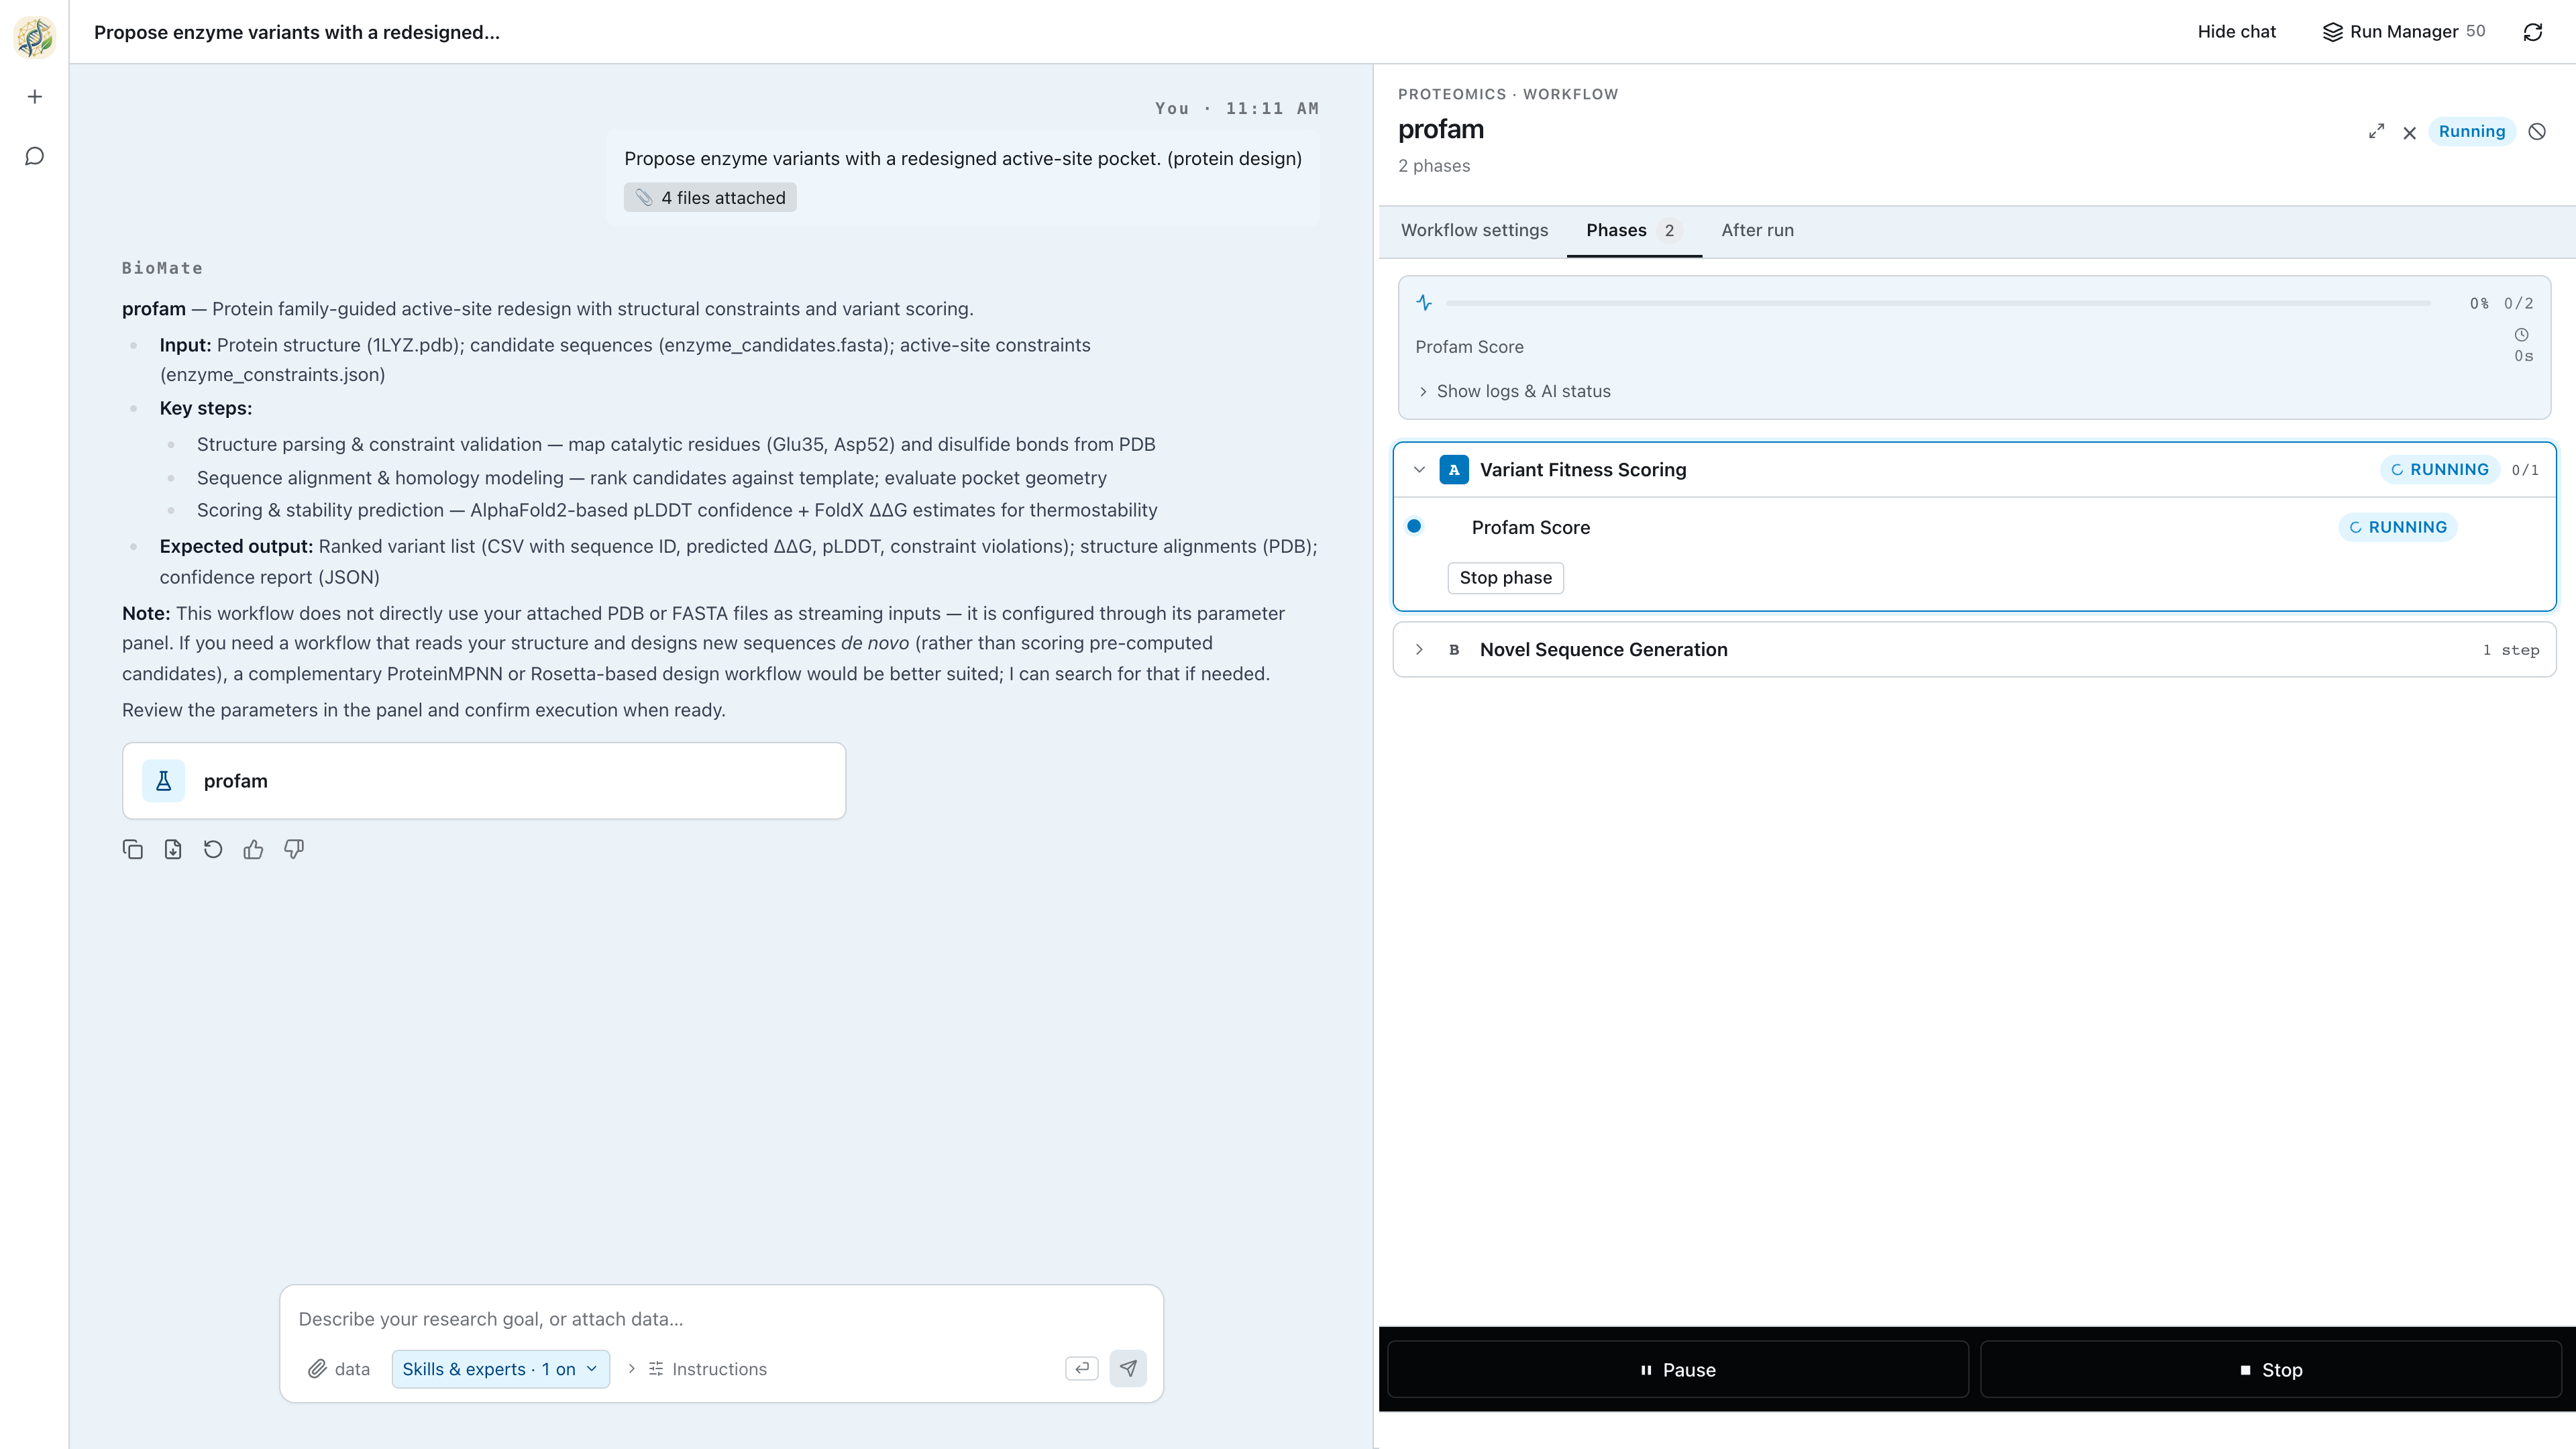 Propose enzyme variants with a redesigned...
Hide chat
Run Manager 50
You · 11:11 AM
Propose enzyme variants with a redesigned active-site pocket. (protein design)
4 files attached
BioMate
profam — Protein family-guided active-site redesign with structural constraints and variant scoring.
Input: Protein structure (1LYZ.pdb); candidate sequences (enzyme_candidates.fasta); active-site constraints
(enzyme_constraints.json)
Key steps:
Structure parsing & constraint validation — map catalytic residues (Glu35, Asp52) and disulfide bonds from PDB
Sequence alignment & homology modeling — rank candidates against template; evaluate pocket geometry
Scoring & stability prediction — AlphaFold2-based pLDDT confidence + FoldX ΔΔG estimates for thermostability
Expected output: Ranked variant list (CSV with sequence ID, predicted ΔΔG, pLDDT, constraint violations); structure alignments (PDB);
confidence report (JSON)
Note: This workflow does not directly use your attached PDB or FASTA files as streaming inputs — it is configured through its parameter
panel. If you need a workflow that reads your structure and designs new sequences de novo (rather than scoring pre-computed
candidates), a complementary ProteinMPNN or Rosetta-based design workflow would be better suited; I can search for that if needed.
Review the parameters in the panel and confirm execution when ready.
profam
Describe your research goal, or attach data...
data
Skills & experts · 1 on
Instructions
PROTEOMICS · WORKFLOW
profam
Running
2 phases
Workflow settings
Phases 2
After run
0% 0/2
Profam Score
0s
Show logs & AI status
A Variant Fitness Scoring
RUNNING 0/1
Profam Score
RUNNING
Stop phase
B Novel Sequence Generation
1 step
Pause
Stop